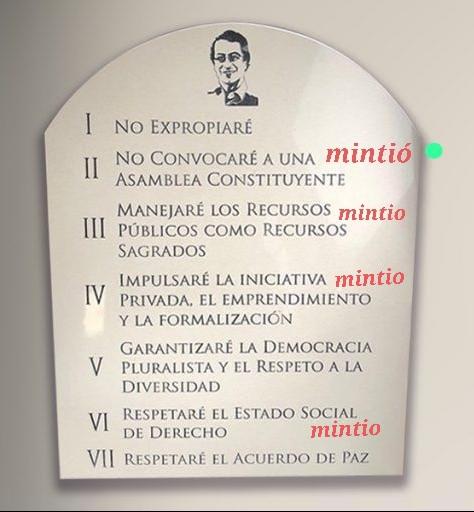 I NO EXPROPIARÉ
II NO CONVOCARÉ A UNA mintió
ASAMBLEA CONSTITUYENTE
III MANEJARÉ LOS RECURSOS mintio
PÚBLICOS COMO RECURSOS
SAGRADOS
IV IMPULSARÉ LA INICIATIVA mintio
PRIVADA, EL EMPRENDIMIENTO
Y LA FORMALIZACIÓN
V GARANTIZARÉ LA DEMOCRACIA
PLURALISTA Y EL RESPETO A LA
DIVERSIDAD
VI RESPETARÉ EL ESTADO SOCIAL
DE DERECHO mintio
VII RESPETARÉ EL ACUERDO DE PAZ